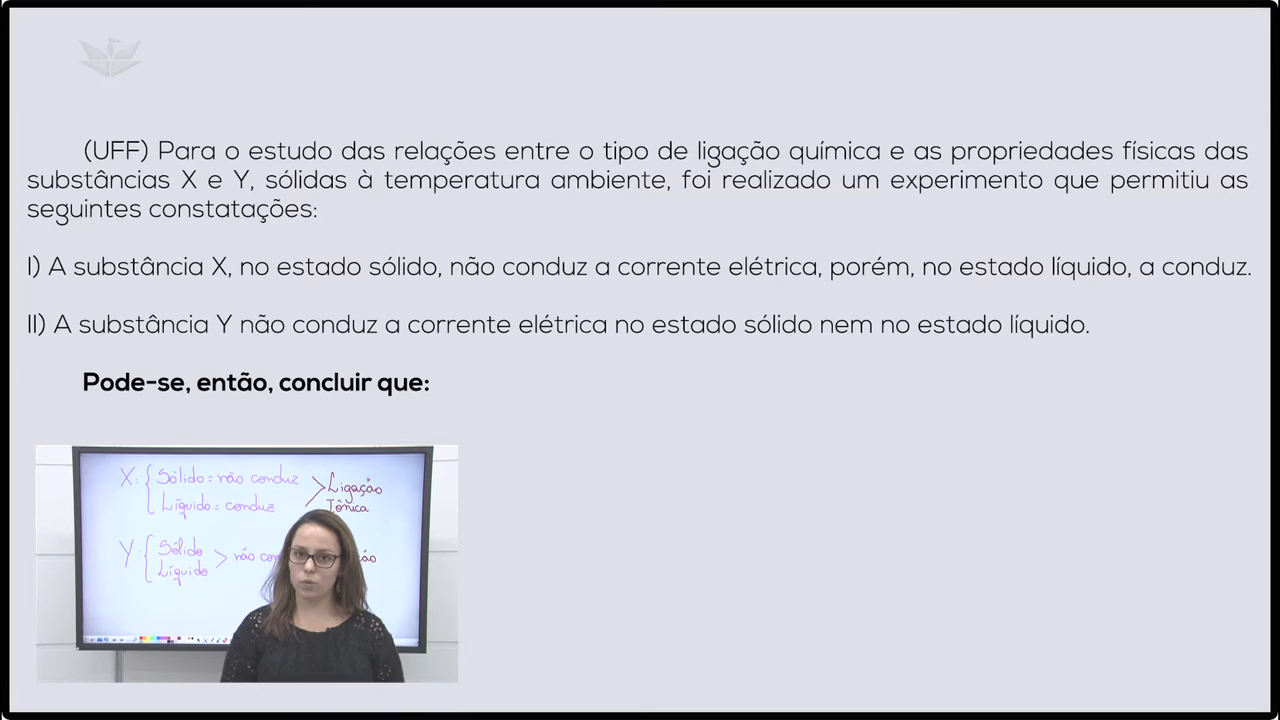 (UFF) Para o estudo das relações entre o tipo de ligação química e as propriedades físicas das
substâncias X e Y, sólidas à temperatura ambiente, foi realizado um experimento que permitiu as
seguintes constatações:
I) A substância X, no estado sólido, não conduz a corrente elétrica, porém, no estado líquido, a conduz.
II) A substância Y não conduz a corrente elétrica no estado sólido nem no estado líquido.
Pode-se, então, concluir que:
X: { Sólido = não conduz > Ligação
Líquido = conduz Iônica
Y: { Sólido
Líquido > não con